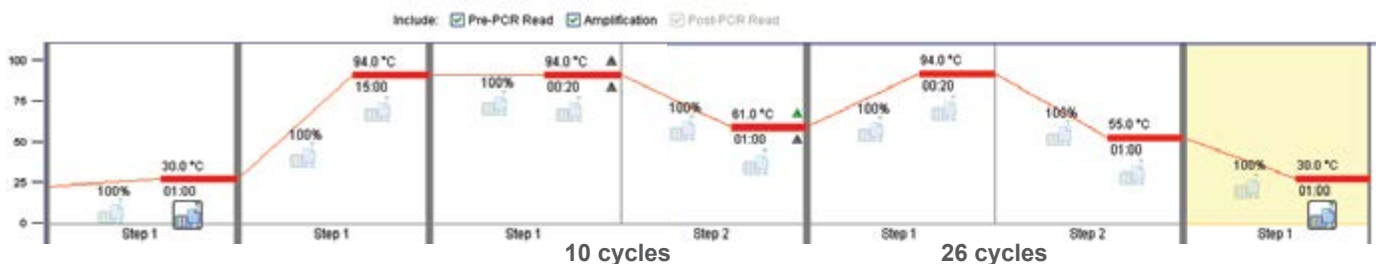 Include: Pre-PCR Read Amplification Post-PCR Read
100
75
50
25
0
100% 30.0 °C 01:00
Step 1
100% 94.0 °C 15:00
Step 1
100% 94.0 °C 00:20
Step 1
100% 61.0 °C 01:00
Step 2
10 cycles
100% 94.0 °C 00:20
Step 1
100% 55.0 °C 01:00
Step 2
26 cycles
100% 30.0 °C 01:00
Step 1